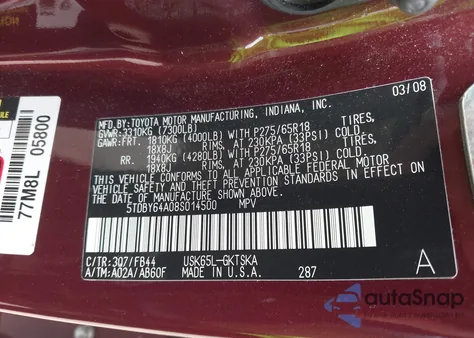 MFD. BY: TOYOTA MOTOR MANUFACTURING, INDIANA, INC. 03/08
GVWR: 3310KG (7300LB)
GAWR: FRT. 1810KG (4000LB) WITH P275/65R18 TIRES,
18X8J RIMS, AT 230KPA (33PSI) COLD.
RR. 1940KG (4280LB) WITH P275/65R18 TIRES,
18X8J RIMS, AT 230KPA (33PSI) COLD.
THIS VEHICLE CONFORMS TO ALL APPLICABLE FEDERAL MOTOR
VEHICLE SAFETY STANDARDS IN EFFECT ON THE
DATE OF MANUFACTURE SHOWN ABOVE.
5TDBY64A08S014500 MPV
C/TR: 3Q7/FB44 USK65L-GKTSKA
A/TM: A02A/AB60F MADE IN U.S.A. 287
A
77M8L 05800
autoSnap